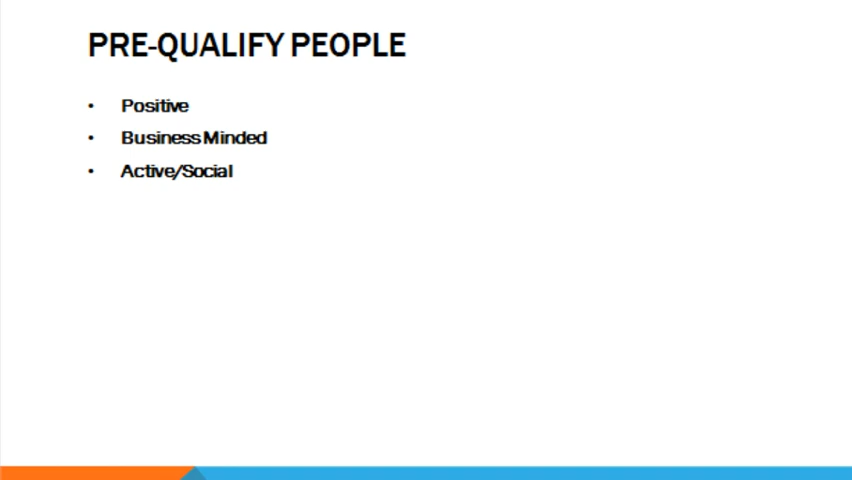 PRE-QUALIFY PEOPLE
• Positive
• Business Minded
• Active/Social